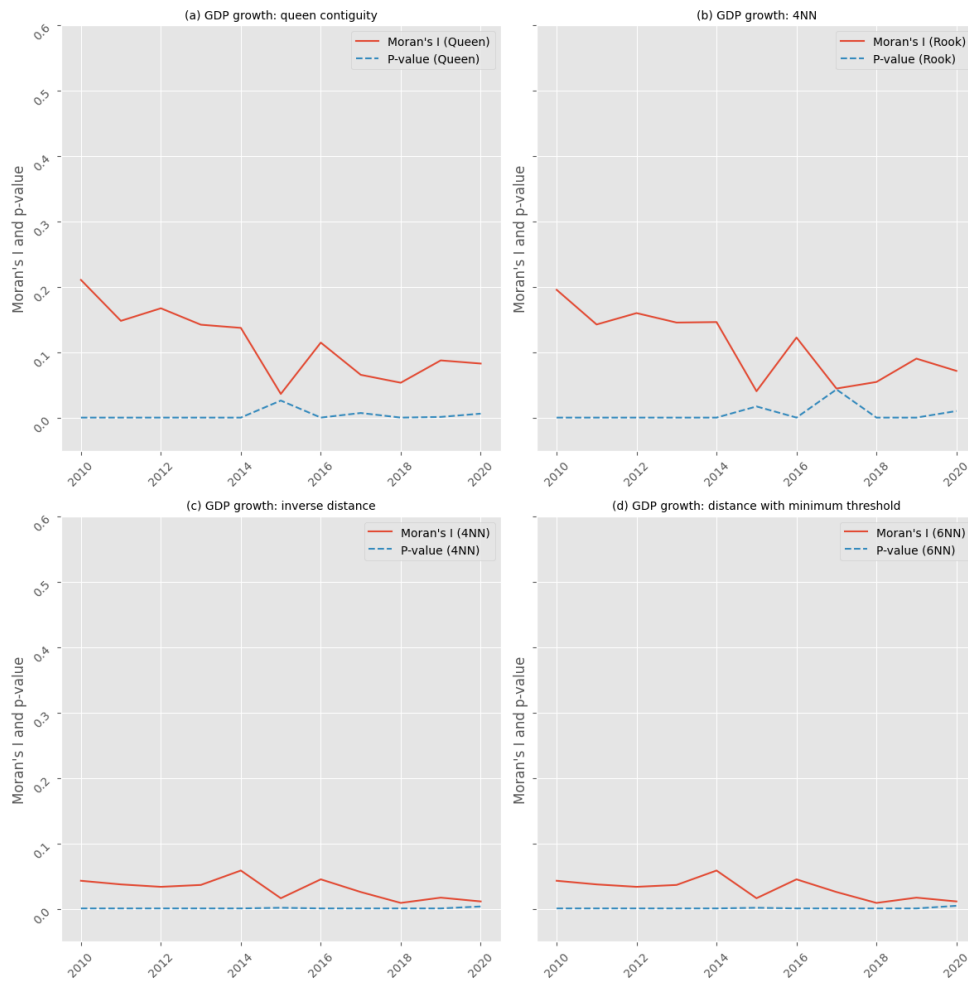 (a) GDP growth: queen contiguity
Moran's I (Queen)
P-value (Queen)
Moran's I and p-value
0.6
0.5
0.4
0.3
0.2
0.1
0.0
2010
2012
2014
2016
2018
2020
(b) GDP growth: 4NN
Moran's I (Rook)
P-value (Rook)
Moran's I and p-value
2010
2012
2014
2016
2018
2020
(c) GDP growth: inverse distance
Moran's I (4NN)
P-value (4NN)
Moran's I and p-value
0.6
0.5
0.4
0.3
0.2
0.1
0.0
2010
2012
2014
2016
2018
2020
(d) GDP growth: distance with minimum threshold
Moran's I (6NN)
P-value (6NN)
Moran's I and p-value
2010
2012
2014
2016
2018
2020